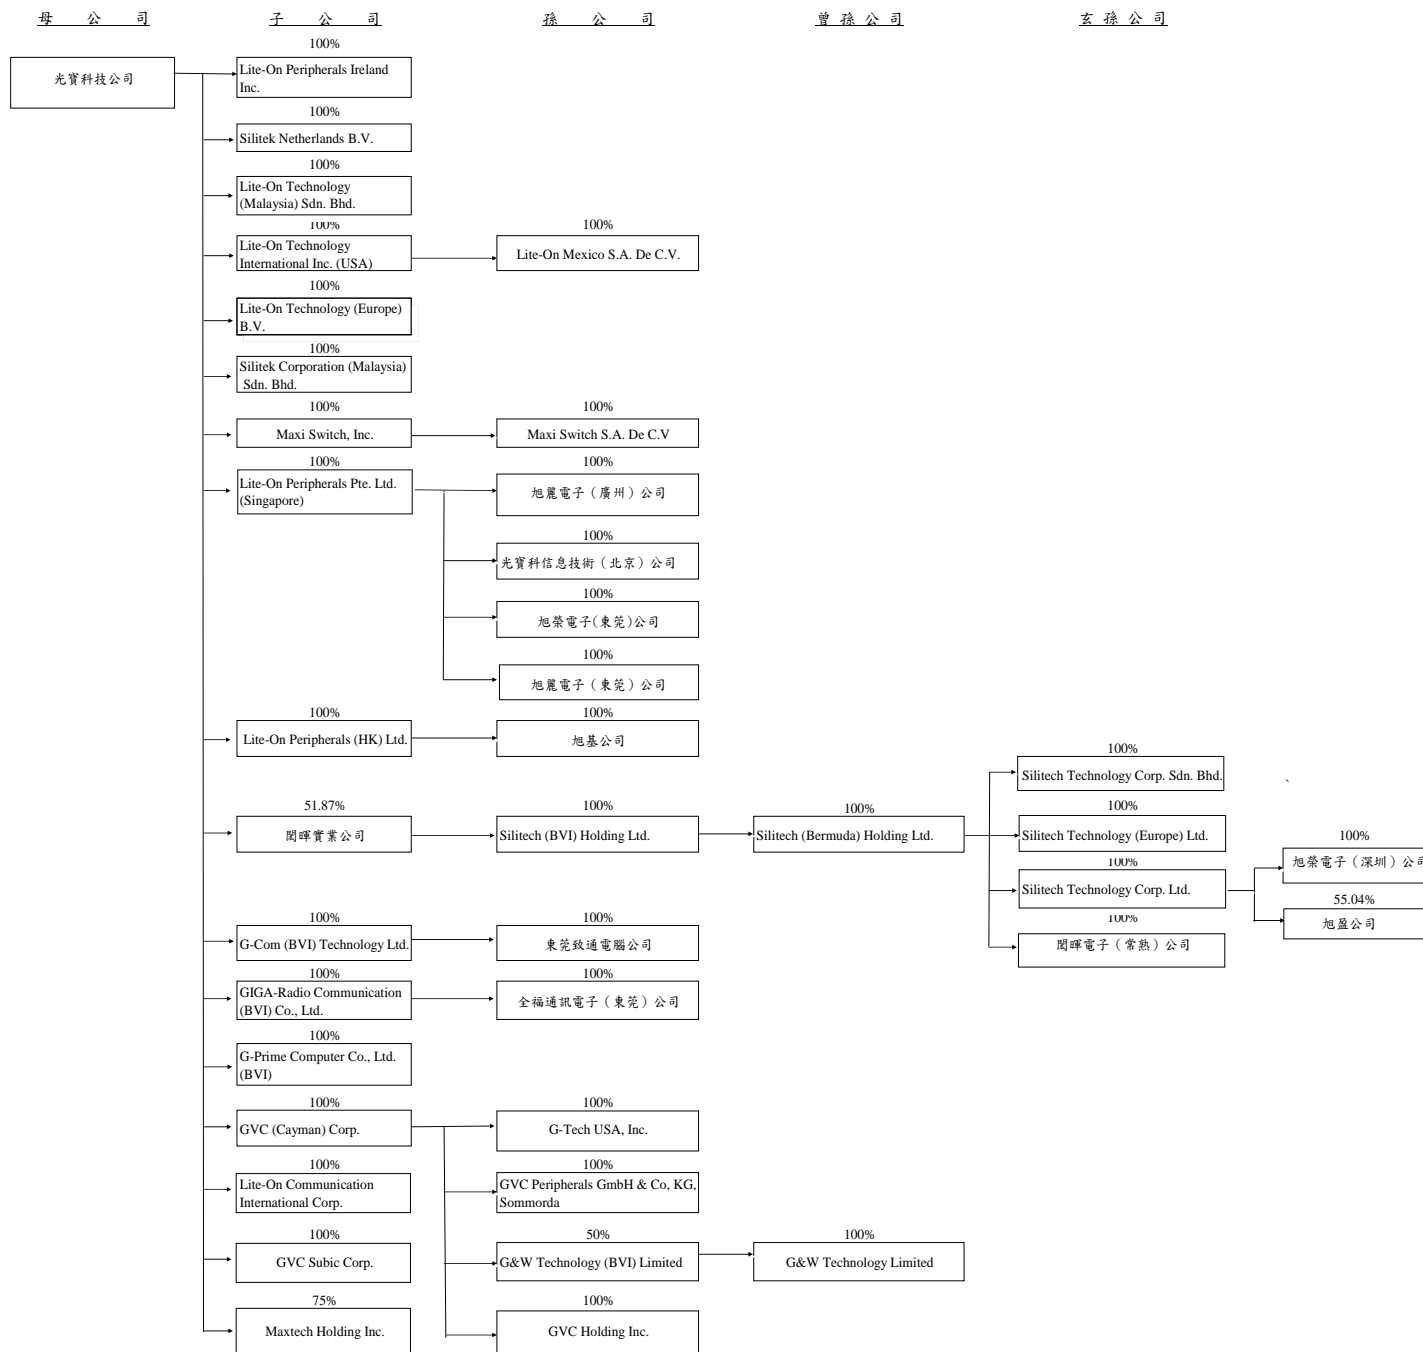 母 公 司
子 公 司
孫 公 司
曾孫公司
玄孫公司
100%
光寶科技公司
Lite-On Peripherals Ireland
Inc.
100%
Silitek Netherlands B.V.
100%
Lite-On Technology
(Malaysia) Sdn. Bhd.
100%
100%
Lite-On Technology
International Inc. (USA)
Lite-On Mexico S.A. De C.V.
100%
Lite-On Technology (Europe)
B.V.
100%
Silitek Corporation (Malaysia)
Sdn. Bhd.
100%
100%
Maxi Switch, Inc.
Maxi Switch S.A. De C.V
100%
100%
Lite-On Peripherals Pte. Ltd.
(Singapore)
旭麗電子（廣州）公司
100%
光寶科信息技術（北京）公司
100%
旭榮電子(東莞)公司
100%
旭麗電子（東莞）公司
100%
100%
Lite-On Peripherals (HK) Ltd.
旭基公司
100%
Silitech Technology Corp. Sdn. Bhd.
`
51.87%
100%
100%
100%
閎暉實業公司
Silitech (BVI) Holding Ltd.
Silitech (Bermuda) Holding Ltd.
Silitech Technology (Europe) Ltd.
100%
100%
旭榮電子（深圳）公司
Silitech Technology Corp. Ltd.
55.04%
旭盈公司
100%
100%
100%
G-Com (BVI) Technology Ltd.
東莞致通電腦公司
閎暉電子（常熟）公司
100%
100%
GIGA-Radio Communication
(BVI) Co., Ltd.
全福通訊電子（東莞）公司
100%
G-Prime Computer Co., Ltd.
(BVI)
100%
100%
GVC (Cayman) Corp.
G-Tech USA, Inc.
100%
100%
Lite-On Communication
International Corp.
GVC Peripherals GmbH & Co, KG,
Sommorda
100%
50%
100%
GVC Subic Corp.
G&W Technology (BVI) Limited
G&W Technology Limited
75%
100%
Maxtech Holding Inc.
GVC Holding Inc.